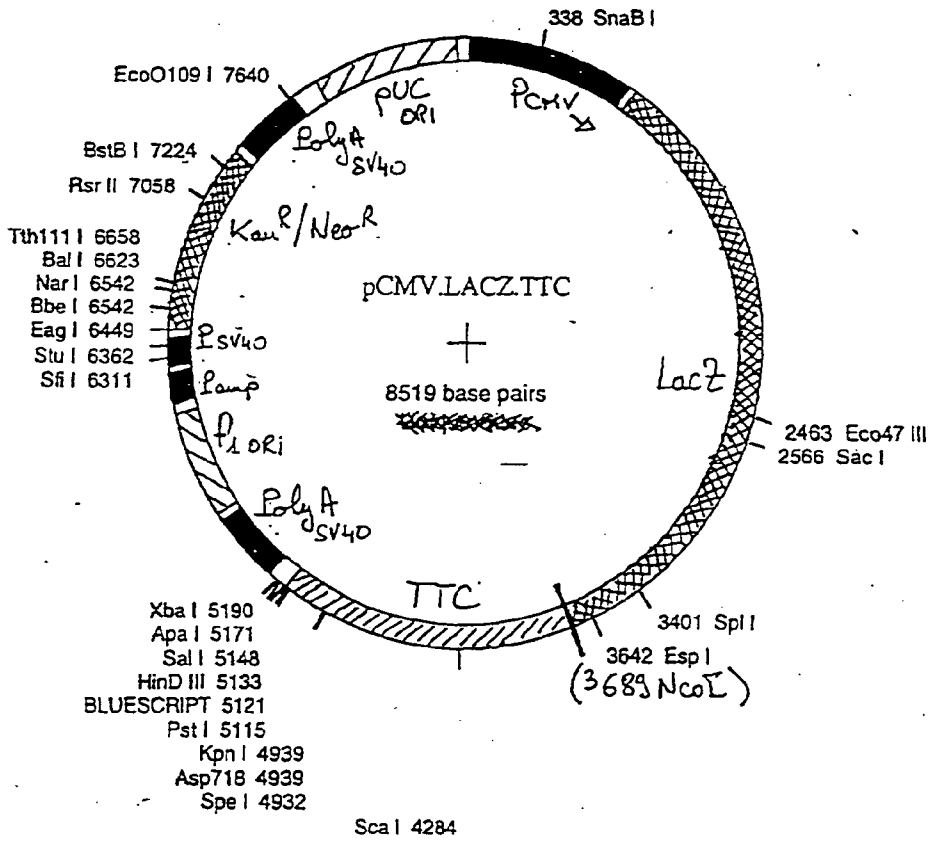 338 SnaB I
EcoO109 I 7640
pUC
ORI
PCMV
PolyA
SV40
BstB I 7224
Rsr II 7058
KanR/NeoR
Tth111 I 6658
Bal I 6623
Nar I 6542
Bbe I 6542
Eag I 6449
Stu I 6362
Sfi I 6311
pCMV.LACZ.TTC
PSV40
Pamp
8519 base pairs
LacZ
f1 ORi
2463 Eco47 III
2566 Sac I
PolyA
SV40
TTC
3401 Spl I
3642 Esp I
(3689 NcoI)
Xba I 5190
Apa I 5171
Sal I 5148
HinD III 5133
BLUESCRIPT 5121
Pst I 5115
Kpn I 4939
Asp718 4939
Spe I 4932
Sca I 4284